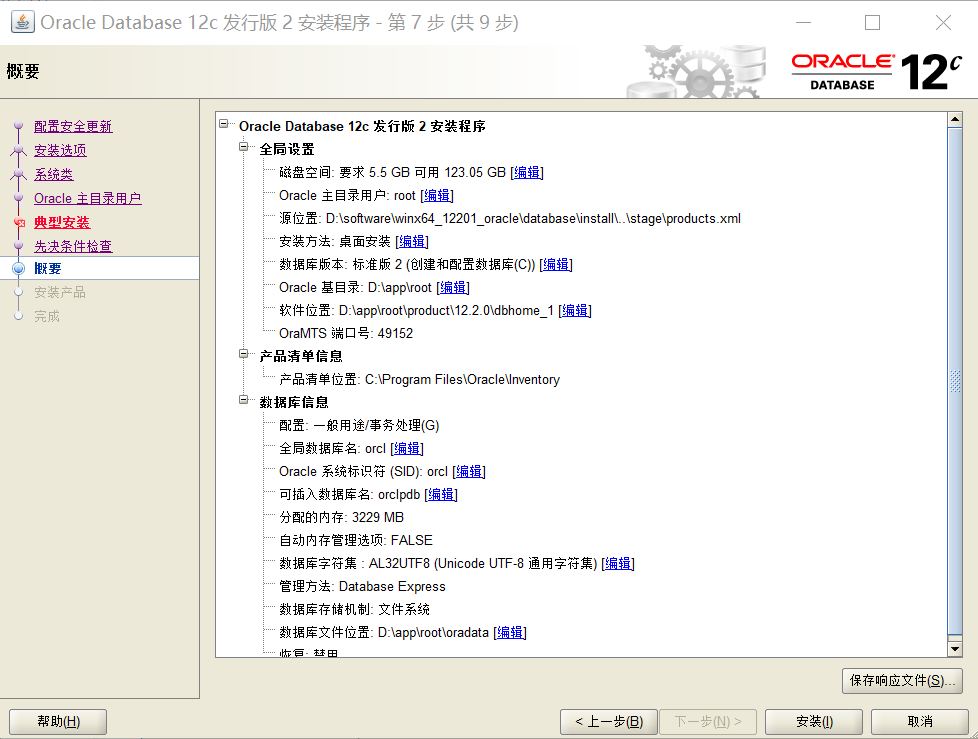 Oracle Database 12c 发行版 2 安装程序 - 第 7 步 (共 9 步)
概要
ORACLE
DATABASE
12c
配置安全更新
安装选项
系统类
Oracle 主目录用户
典型安装
先决条件检查
概要
安装产品
完成
Oracle Database 12c 发行版 2 安装程序
全局设置
磁盘空间: 要求 5.5 GB 可用 123.05 GB [编辑]
Oracle 主目录用户: root [编辑]
源位置: D:\software\winx64_12201_oracle\database\install\..\stage\products.xml
安装方法: 桌面安装 [编辑]
数据库版本: 标准版 2 (创建和配置数据库(C)) [编辑]
Oracle 基目录: D:\app\root [编辑]
软件位置: D:\app\root\product\12.2.0\dbhome_1 [编辑]
OraMTS 端口号: 49152
产品清单信息
产品清单位置: C:\Program Files\Oracle\Inventory
数据库信息
配置: 一般用途/事务处理(G)
全局数据库名: orcl [编辑]
Oracle 系统标识符 (SID): orcl [编辑]
可插入数据库名: orclpdb [编辑]
分配的内存: 3229 MB
自动内存管理选项: FALSE
数据库字符集 : AL32UTF8 (Unicode UTF-8 通用字符集) [编辑]
管理方法: Database Express
数据库存储机制: 文件系统
数据库文件位置: D:\app\root\oradata [编辑]
恢复: 禁用
保存响应文件(S)...
帮助(H)
< 上一步(B)
下一步(N) >
安装(I)
取消